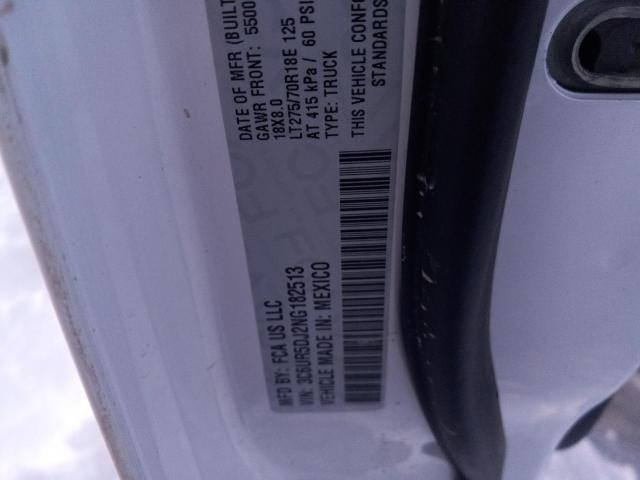 MFD BY: FCA US LLC
VIN: 3C6UR5DJ2NG182513
VEHICLE MADE IN: MEXICO
DATE OF MFR (BUILT
GAWR FRONT: 5500
18X8.0
LT275/70R18E 125
AT 415 kPa / 60 PSI
TYPE: TRUCK
THIS VEHICLE CONFO
STANDARDS